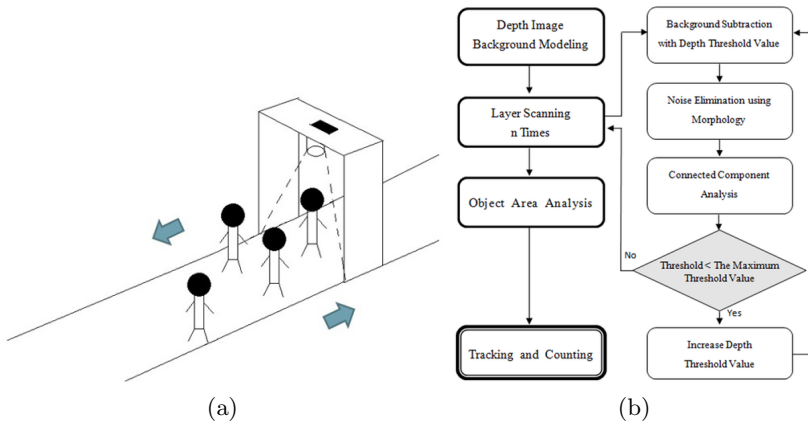 Depth Image
Background Modeling
Layer Scanning
n Times
Object Area Analysis
Tracking and Counting
Background Subtraction
with Depth Threshold Value
Noise Elimination using
Morphology
Connected Component
Analysis
No
Threshold < The Maximum
Threshold Value
Yes
Increase Depth
Threshold Value
(a)
(b)